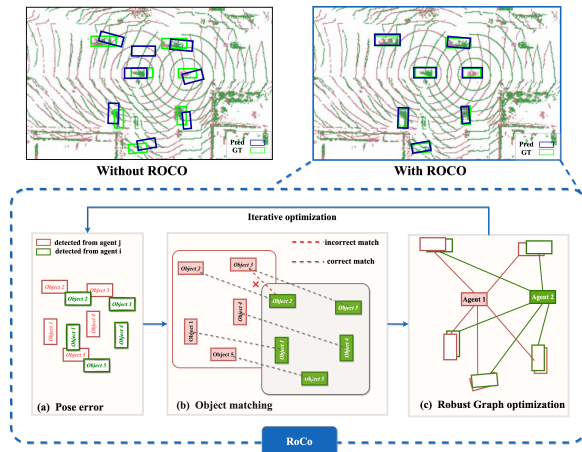 Pred
GT
Pred
GT
Without ROCO
With ROCO
Iterative optimization
detected from agent j
detected from agent i
Object 2
Object 3
Object 2
Object 3
Object 1
Object 1
Object 4
Object 4
Object 5
Object 5
(a) Pose error
incorrect match
correct match
Object 2
Object 3
Object 2
Object 3
Object 4
Object 1
Object 1
Object 4
Object 5
Object 5
(b) Object matching
Agent 1
Agent 2
(c) Robust Graph optimization
RoCo